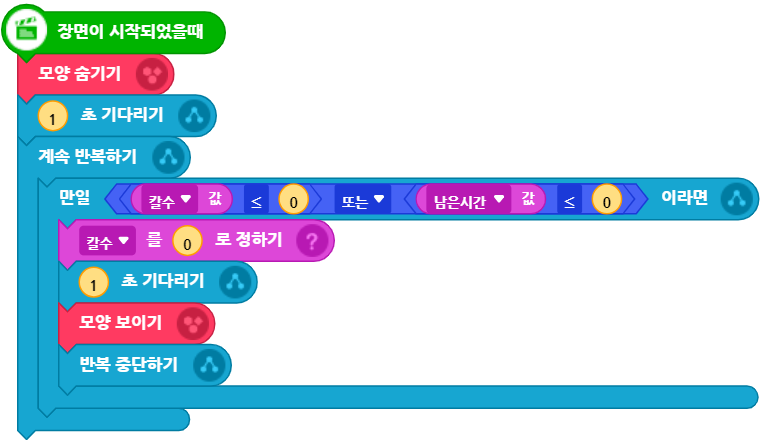 장면이 시작되었을때
모양 숨기기
1 초 기다리기
계속 반복하기
만일 칼수 값 ≤ 0 또는 남은시간 값 ≤ 0 이라면
칼수 를 0 로 정하기 ?
1 초 기다리기
모양 보이기
반복 중단하기